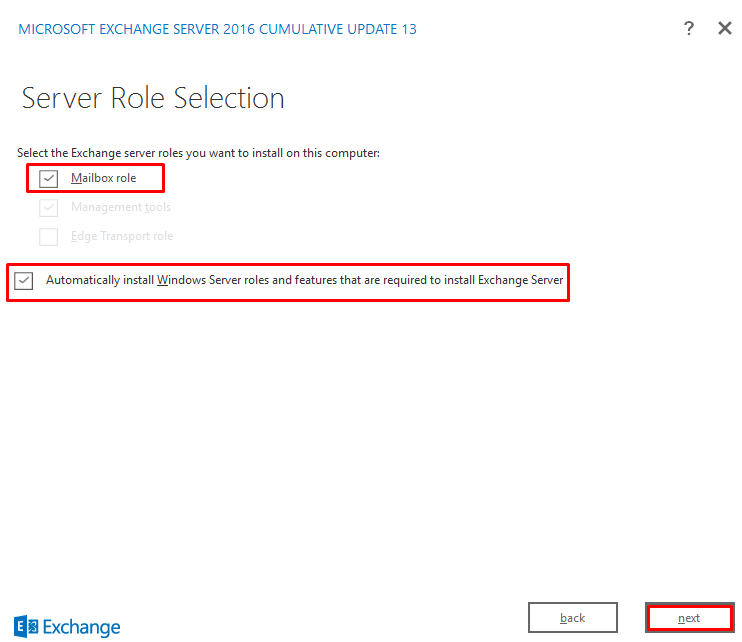 MICROSOFT EXCHANGE SERVER 2016 CUMULATIVE UPDATE 13
?
Server Role Selection
Select the Exchange server roles you want to install on this computer:
Mailbox role
Management tools
Edge Transport role
Automatically install Windows Server roles and features that are required to install Exchange Server
back
next
Exchange